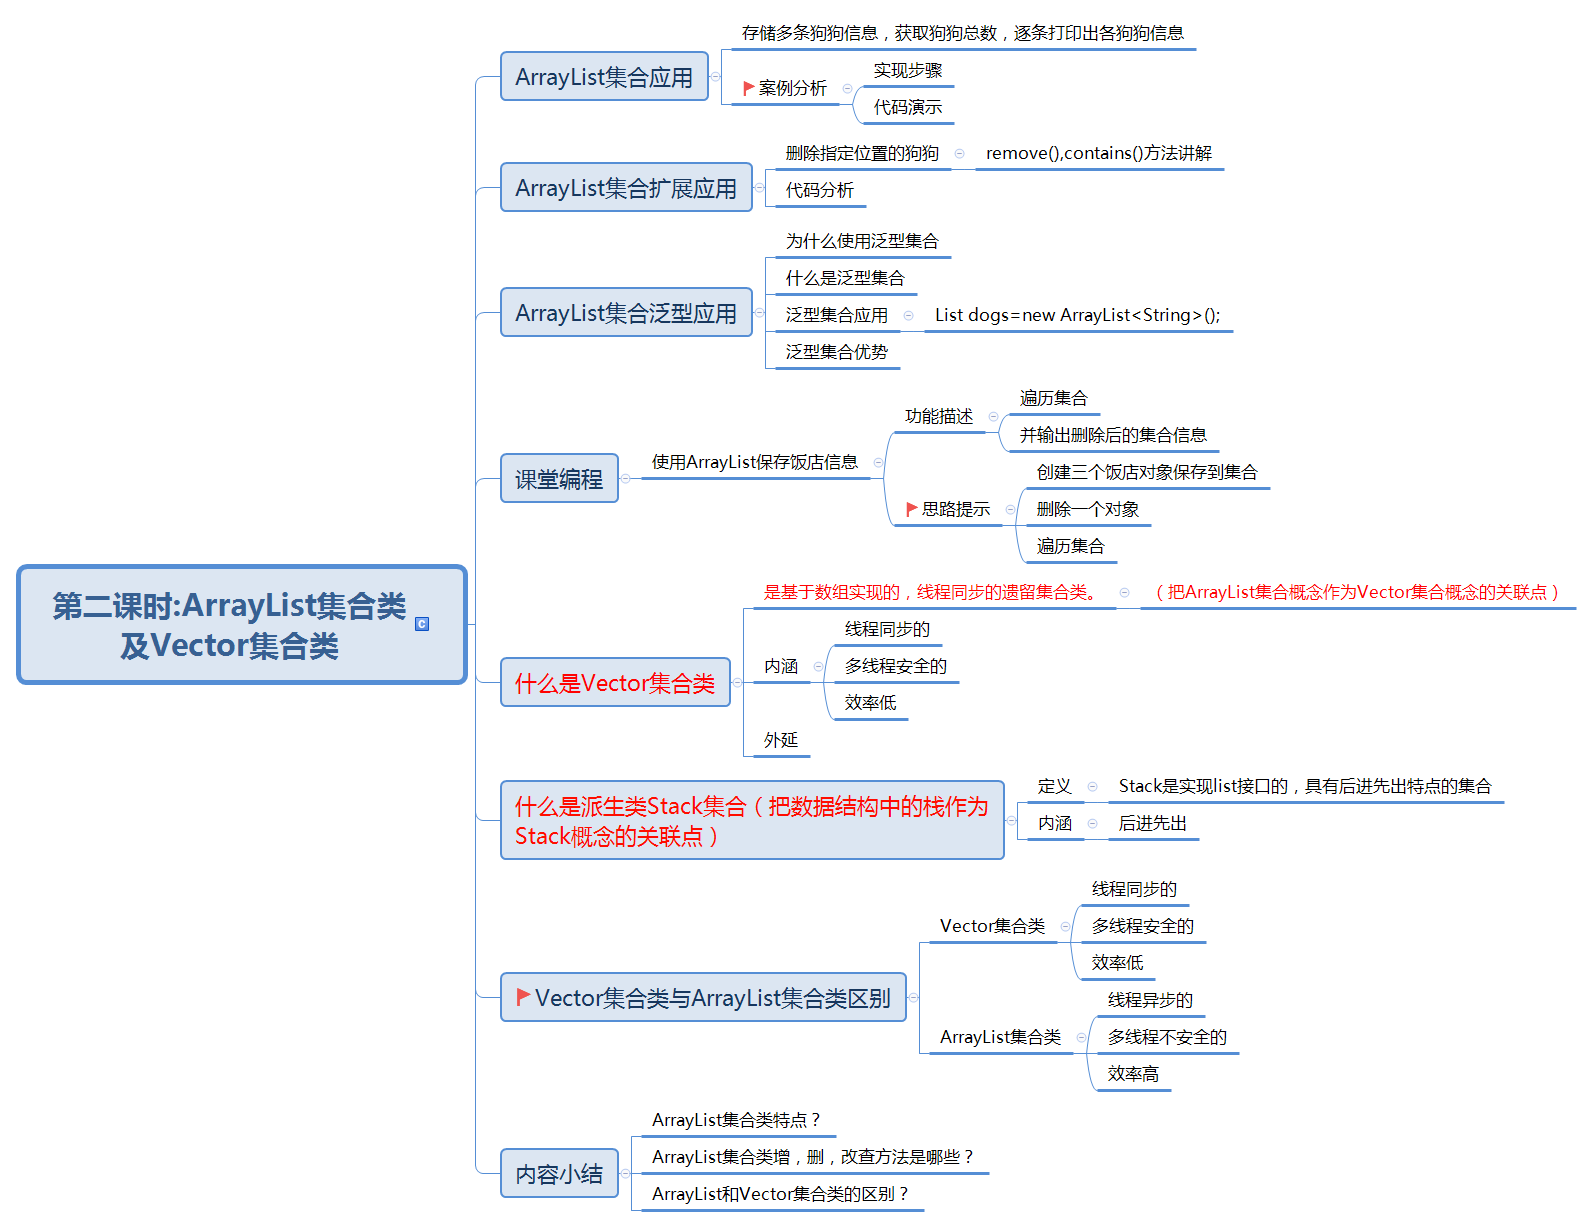 第二课时:ArrayList集合类
及Vector集合类
ArrayList集合应用
存储多条狗狗信息，获取狗狗总数，逐条打印出各狗狗信息
案例分析
实现步骤
代码演示
ArrayList集合扩展应用
删除指定位置的狗狗
remove(),contains()方法讲解
代码分析
ArrayList集合泛型应用
为什么使用泛型集合
什么是泛型集合
泛型集合应用
List dogs=new ArrayList<String>();
泛型集合优势
课堂编程
使用ArrayList保存饭店信息
功能描述
遍历集合
并输出删除后的集合信息
思路提示
创建三个饭店对象保存到集合
删除一个对象
遍历集合
什么是Vector集合类
是基于数组实现的，线程同步的遗留集合类。
（把ArrayList集合概念作为Vector集合概念的关联点）
内涵
线程同步的
多线程安全的
效率低
外延
什么是派生类Stack集合（把数据结构中的栈作为
Stack概念的关联点）
定义
Stack是实现list接口的，具有后进先出特点的集合
内涵
后进先出
Vector集合类与ArrayList集合类区别
Vector集合类
线程同步的
多线程安全的
效率低
ArrayList集合类
线程异步的
多线程不安全的
效率高
内容小结
ArrayList集合类特点？
ArrayList集合类增，删，改查方法是哪些？
ArrayList和Vector集合类的区别？